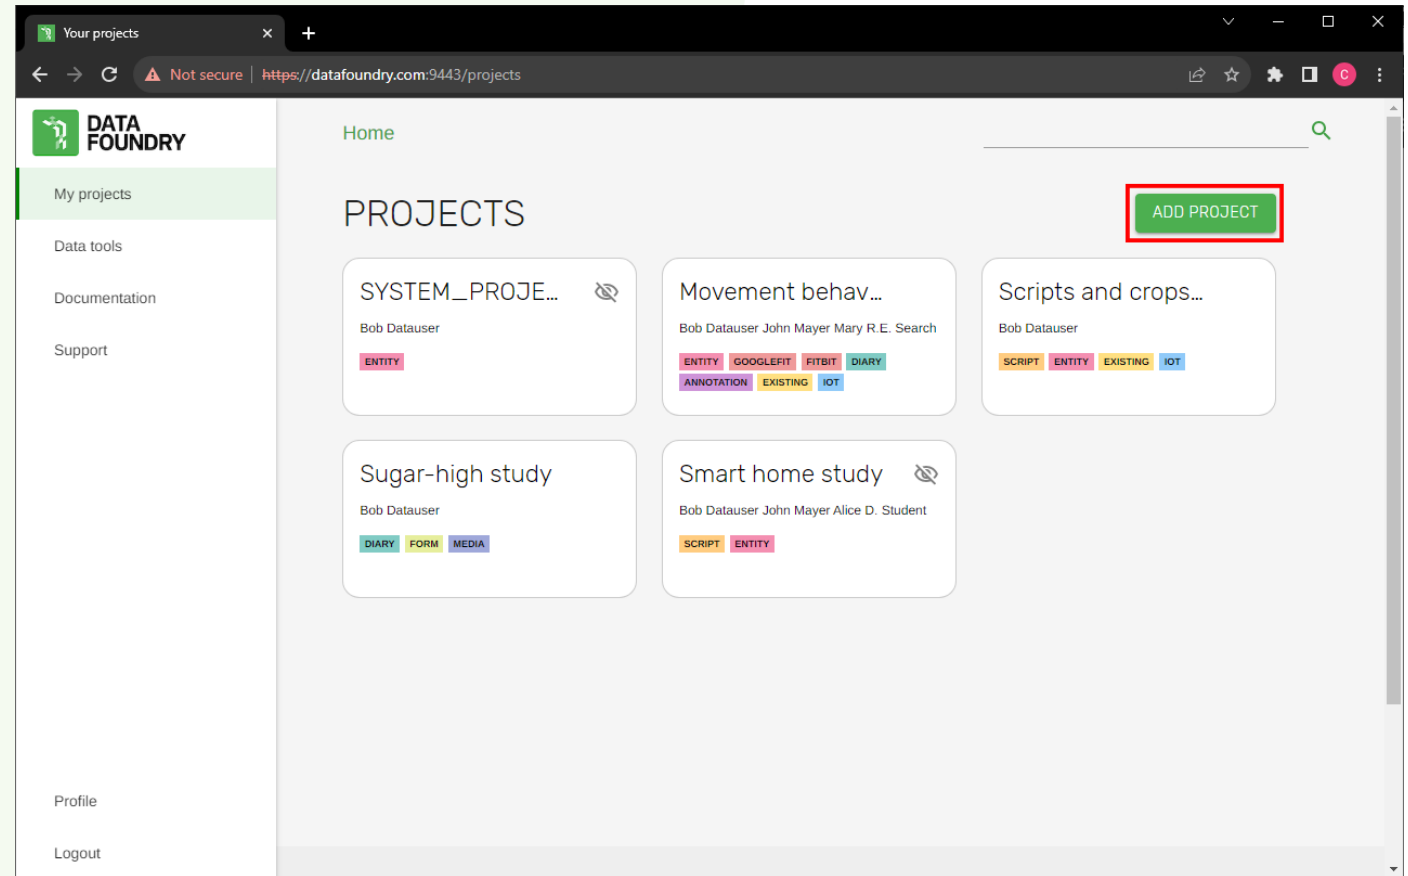 Your projects
Not secure | https://datafoundry.com:9443/projects
C
DATA
FOUNDRY
My projects
Data tools
Documentation
Support
Profile
Logout
Home
PROJECTS
ADD PROJECT
SYSTEM_PROJE...
Bob Datauser
ENTITY
Movement behav...
Bob Datauser John Mayer Mary R.E. Search
ENTITY GOOGLEFIT FITBIT DIARY
ANNOTATION EXISTING IOT
Scripts and crops...
Bob Datauser
SCRIPT ENTITY EXISTING IOT
Sugar-high study
Bob Datauser
DIARY FORM MEDIA
Smart home study
Bob Datauser John Mayer Alice D. Student
SCRIPT ENTITY